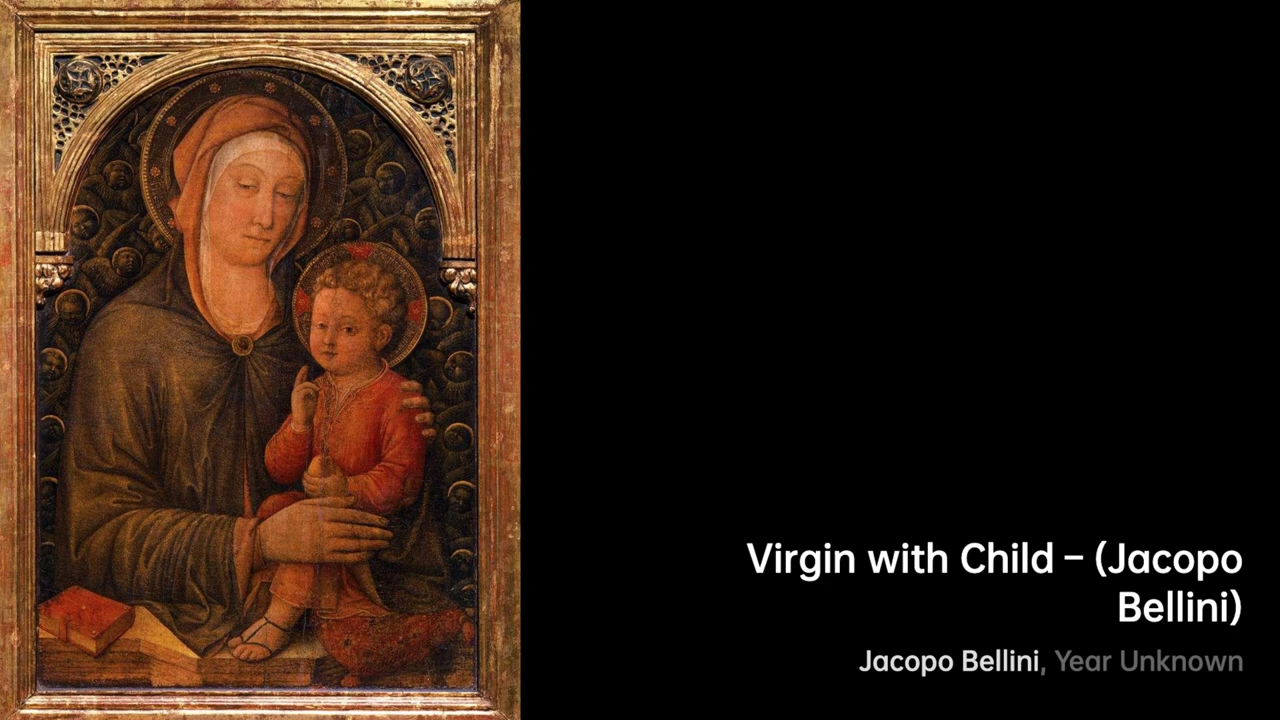 Virgin with Child – (Jacopo
Bellini)
Jacopo Bellini, Year Unknown